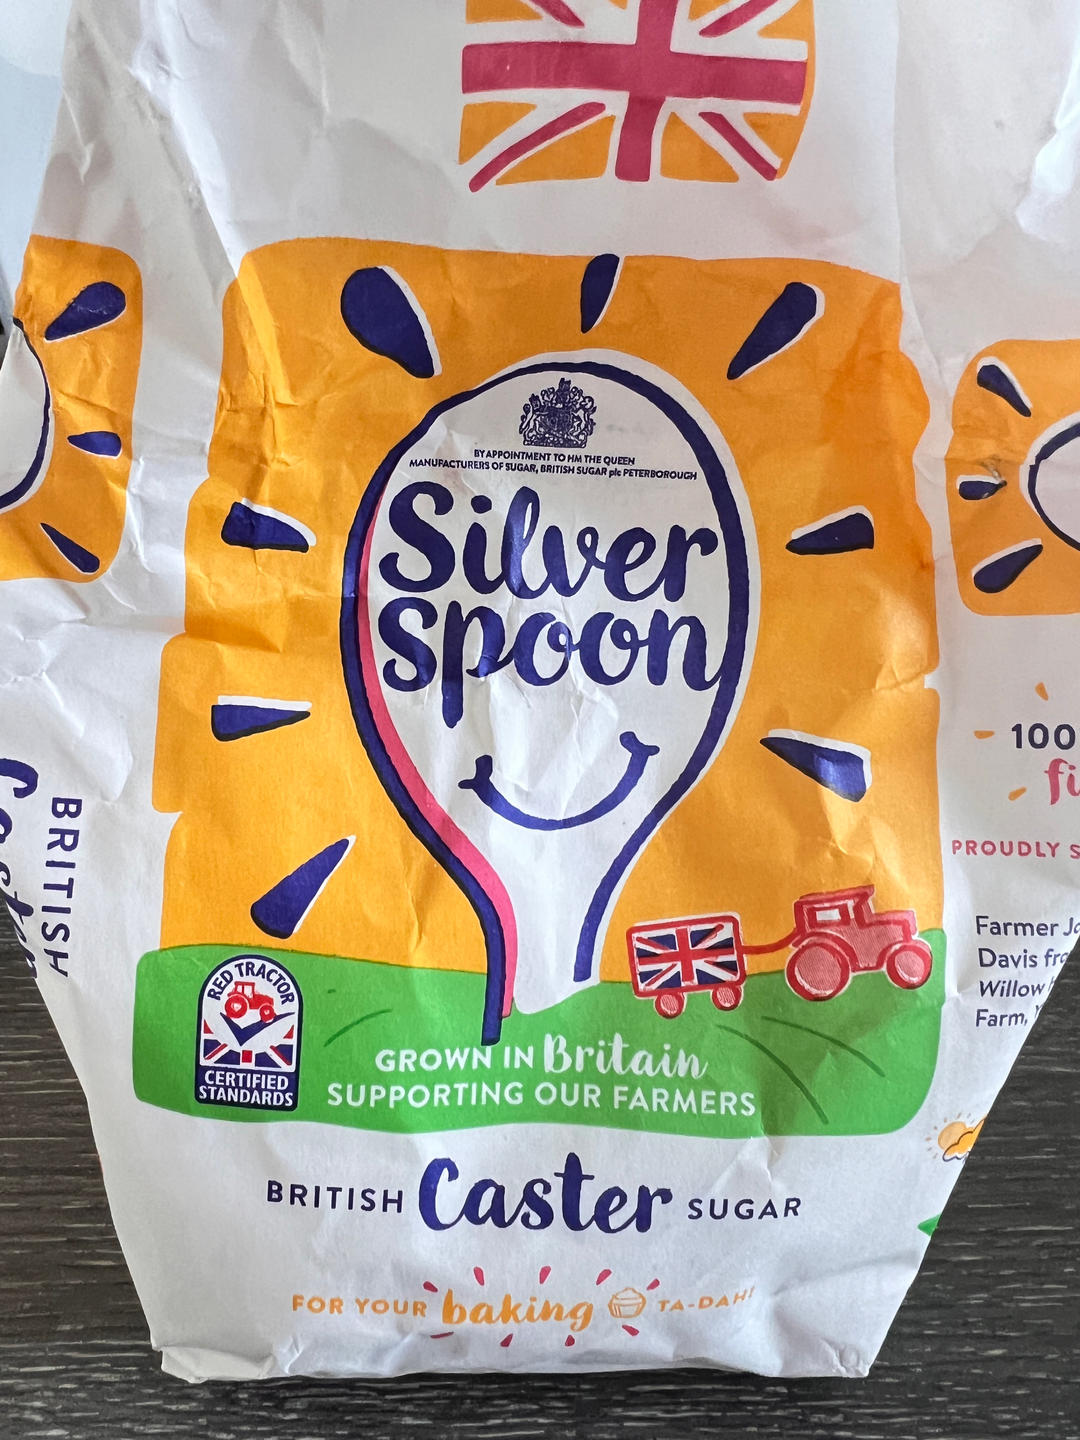 BY APPOINTMENT TO HM THE QUEEN
MANUFACTURERS OF SUGAR, BRITISH SUGAR plc PETERBOROUGH
Silver
Spoon
RED TRACTOR
CERTIFIED
STANDARDS
GROWN IN Britain
SUPPORTING OUR FARMERS
BRITISH Caster SUGAR
FOR YOUR baking TA-DAH!
BRITISH
Caster
100
PROUDLY
Farmer
Davis
Willow
Farm,